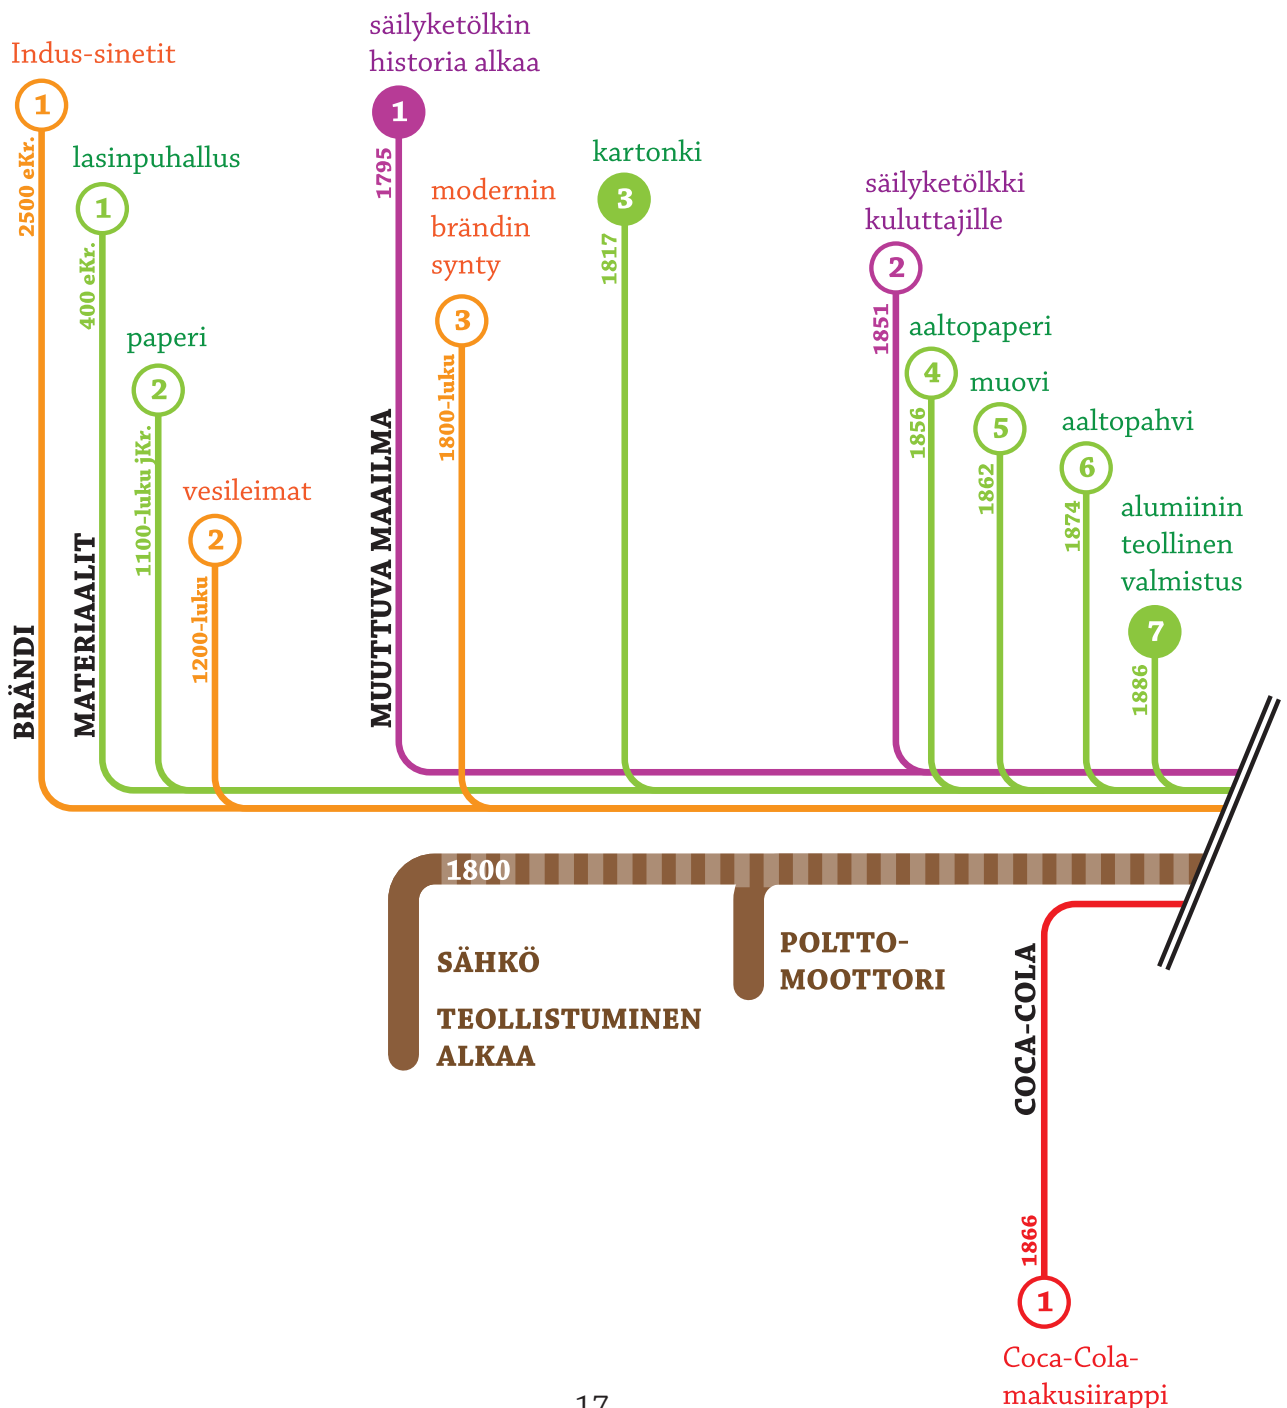 Indus-sinetit
1
2500 eKr.
BRÄNDI
lasinpuhallus
1
400 eKr.
MATERIAALIT
paperi
2
1100-luku jKr.
vesileimat
2
1200-luku
säilyketölkin
historia alkaa
1
1795
MUUTTUVA MAAILMA
modernin
brändin
synty
3
1800-luku
kartonki
3
1817
säilyketölkki
kuluttajille
2
1851
aaltopaperi
4
1856
muovi
5
1862
aaltopahvi
6
1874
alumiinin
teollinen
valmistus
7
1886
1800
SÄHKÖ
TEOLLISTUMINEN
ALKAA
POLTTO-
MOOTTORI
COCA-COLA
1866
1
Coca-Cola-
makusiirappi
17